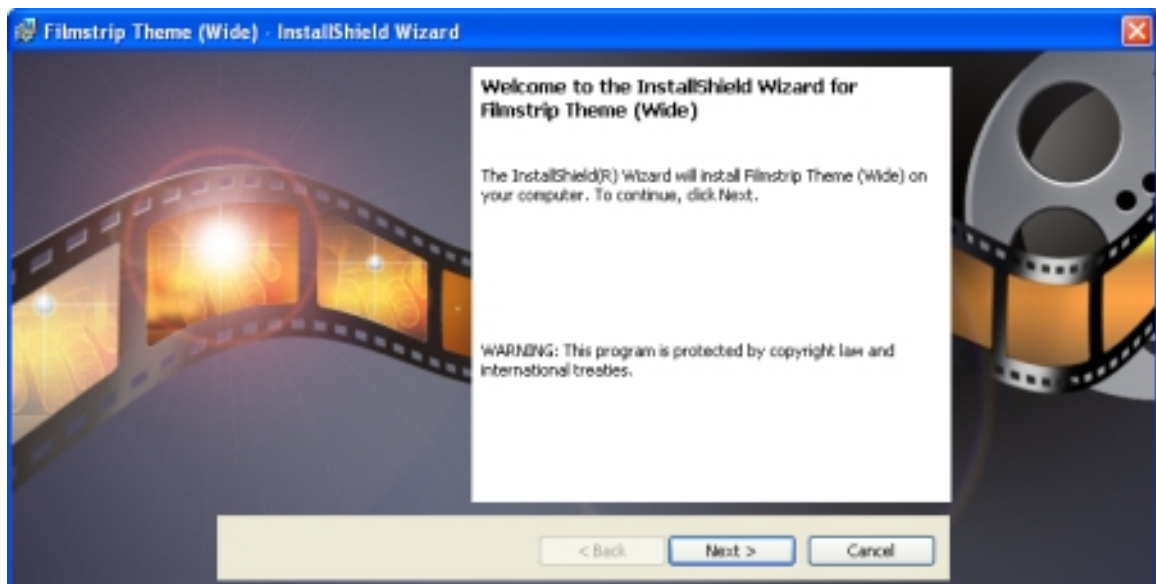 Filmstrip Theme (Wide) - InstallShield Wizard
Welcome to the InstallShield Wizard for
Filmstrip Theme (Wide)
The InstallShield(R) Wizard will install Filmstrip Theme (Wide) on
your computer. To continue, click Next.
WARNING: This program is protected by copyright law and
international treaties.
< Back
Next >
Cancel